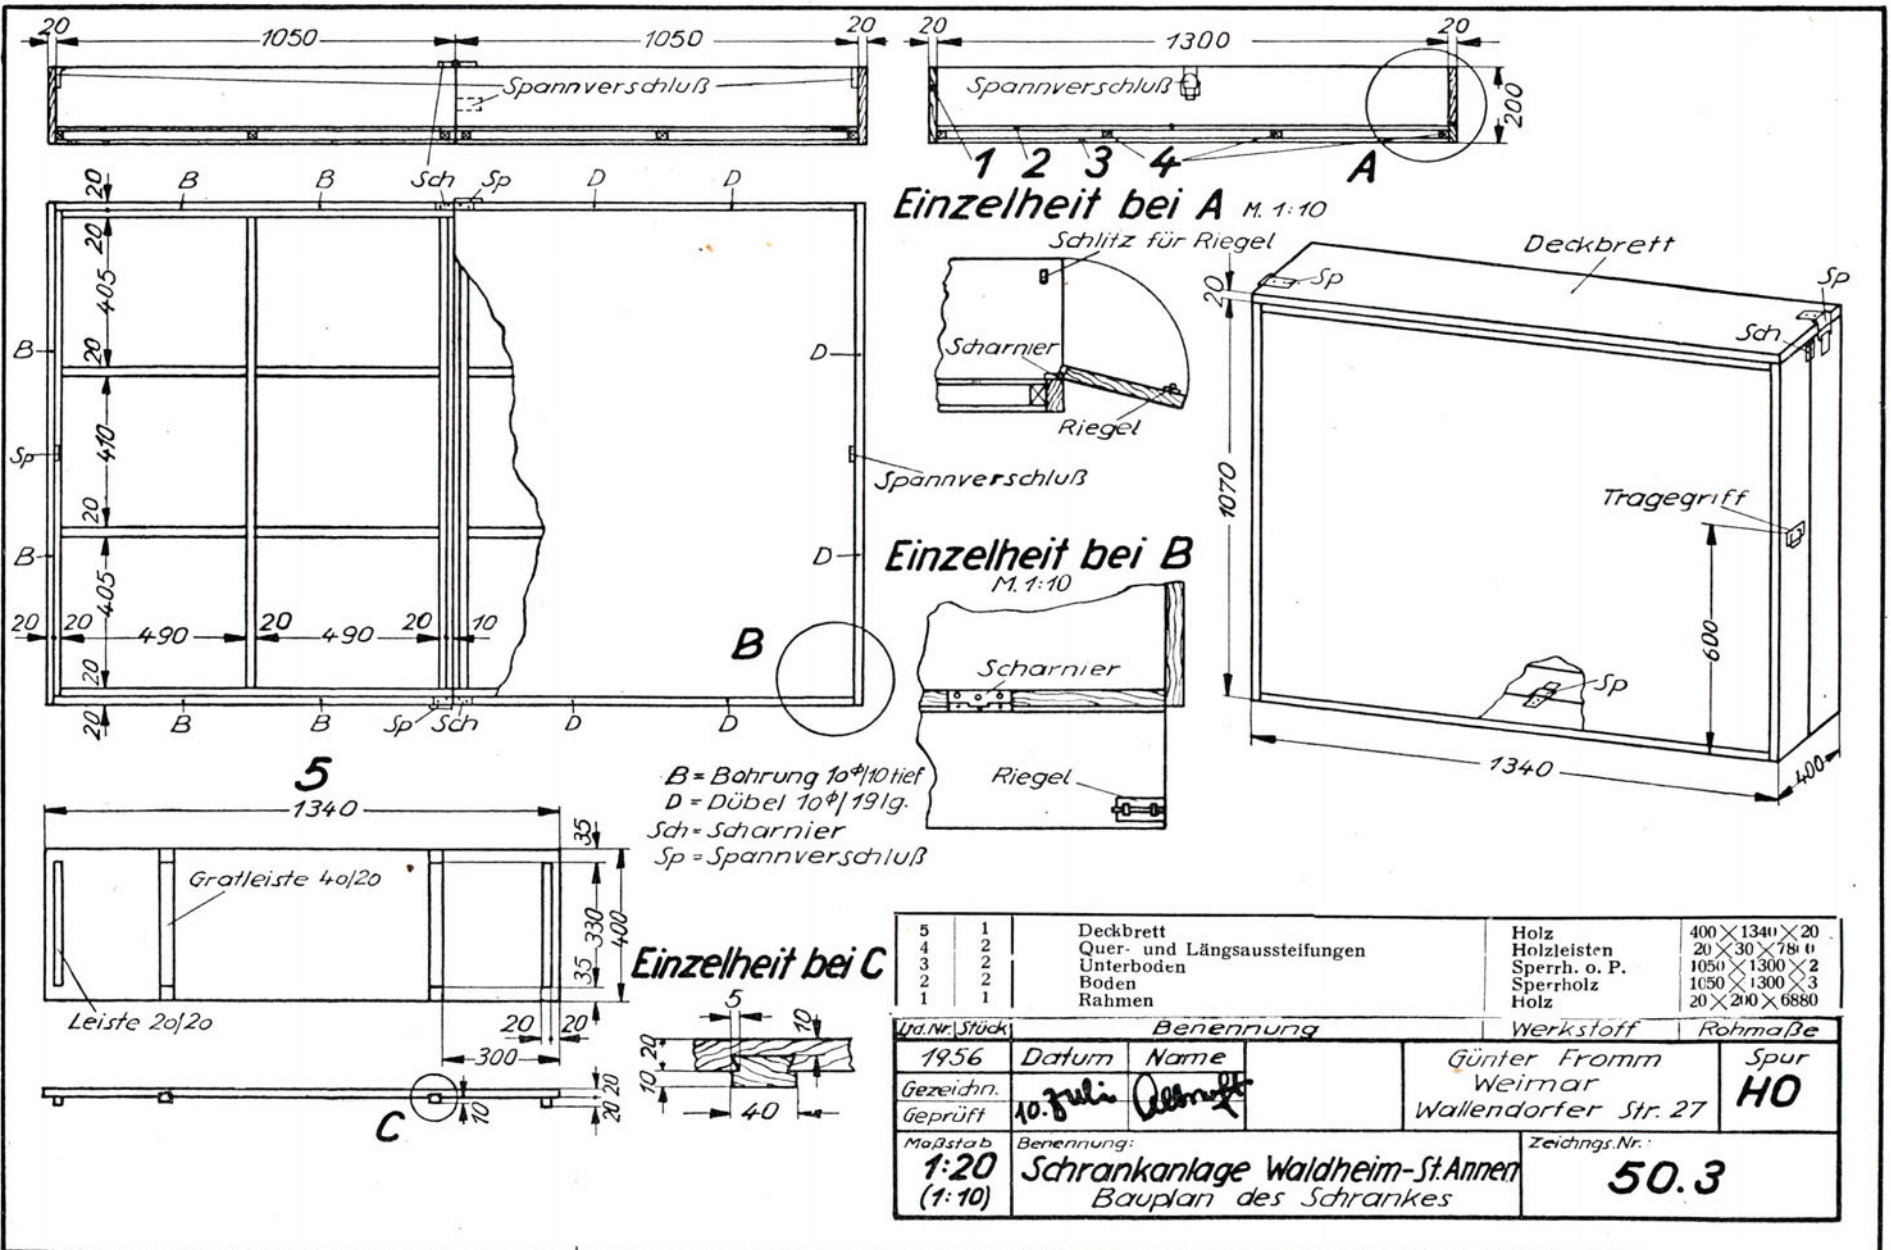 20 1050 1050 20
Spannverschluß
20 1300 20
Spannverschluß
200
1 2 3 4 A
B B Sch Sp D D
20
20
405
20
410
20
405
20
20
B
Sp
B
D
Spannverschluß
D
20 20 490 20 490 20 10
B
B B Sp Sch D D
Einzelheit bei A M. 1:10
Schlitz für Riegel
Scharnier
Riegel
Einzelheit bei B
M. 1:10
Scharnier
Riegel
Deckbrett
Sp
Sp
Sch
20
1070
Tragegriff
600
Sp
1340
400
5
1340
35
330
400
35
Gratleiste 40/20
Leiste 20/20
20 20
300
20
20
10
C
B = Bohrung 10ᶲ/10 tief
D = Dübel 10ᶲ/19 lg.
Sch = Scharnier
Sp = Spannverschluß
Einzelheit bei C
5
10
20
10
40
5 1 Deckbrett Holz 400×1340×20
4 2 Quer- und Längsaussteifungen Holzleisten 20×30×
3 2 Unterboden Sperrh. o. P. 1050×1300×2
2 2 Boden Sperrholz 1050×1300×3
1 1 Rahmen Holz 20×200×6880
Lfd.Nr. Stück Benennung Werkstoff Rohmaße
1956 Datum Name
Gezeichn.
Geprüft
10. Juli
Günter Fromm
Weimar
Wallendorfer Str. 27
Spur
HO
Maßstab
1:20
(1:10)
Benennung:
Schrankanlage Waldheim-St.Annen
Bauplan des Schrankes
Zeichngs.Nr.:
50.3